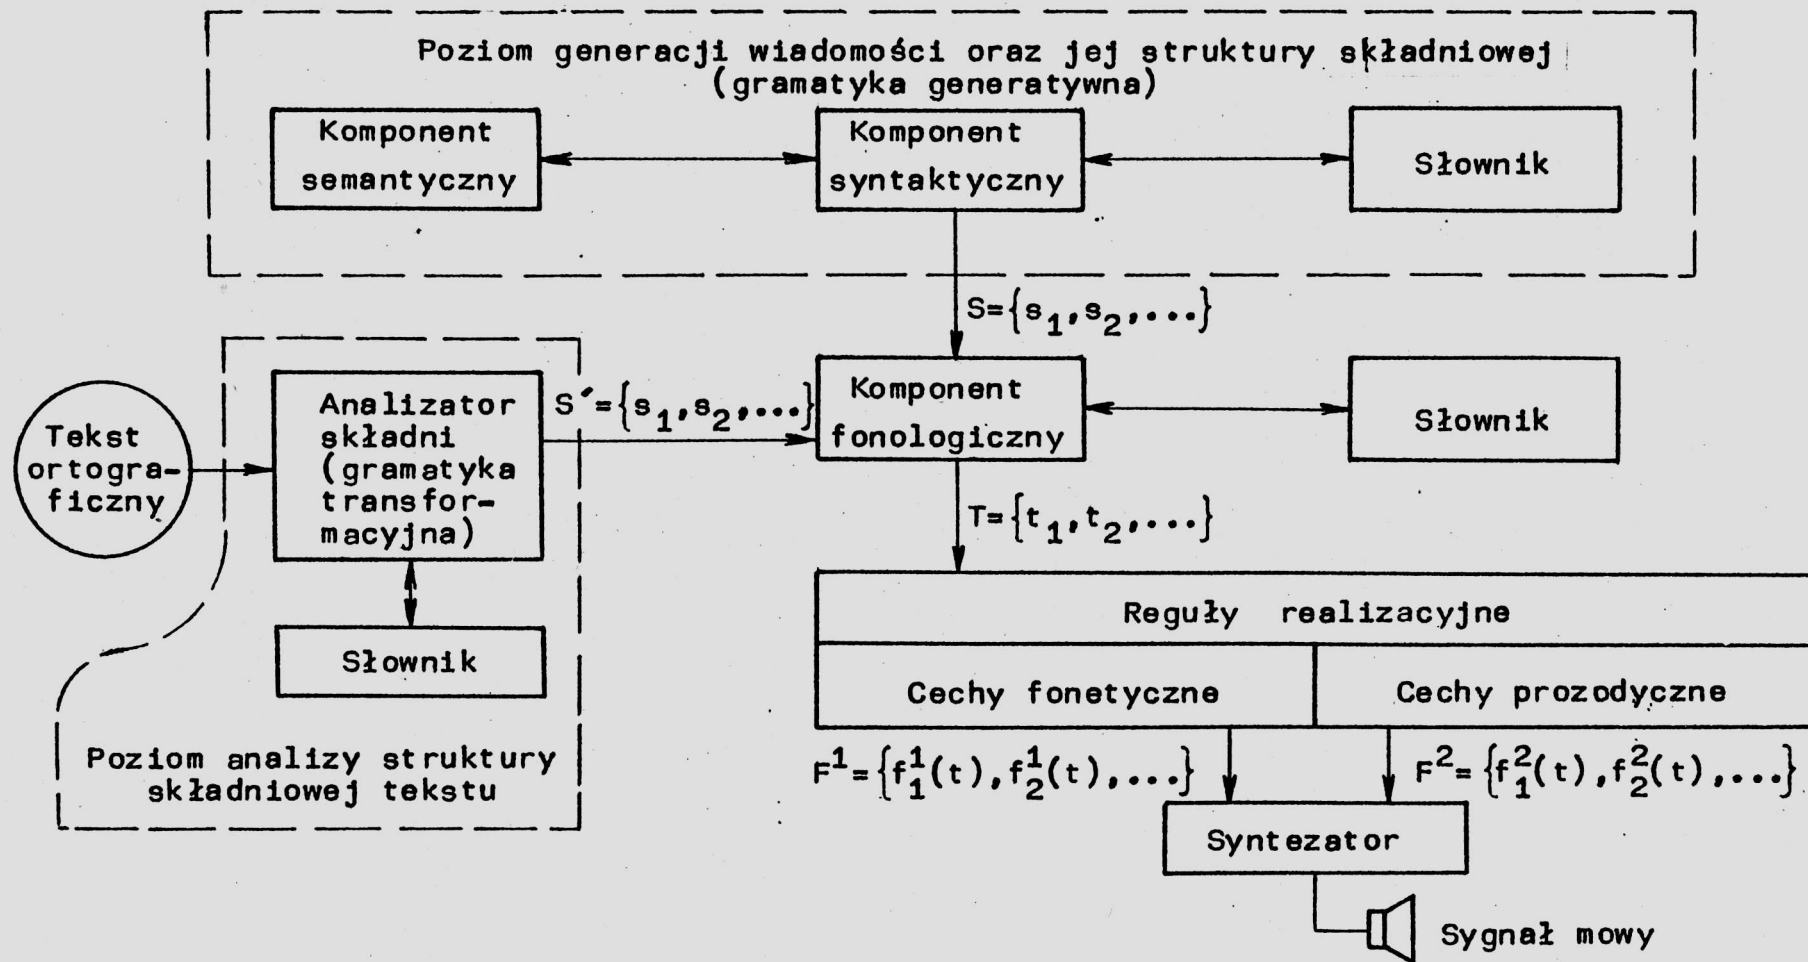 Poziom generacji wiadomości oraz jej struktury składniowej
(gramatyka generatywna)
Komponent
semantyczny
Komponent
syntaktyczny
Słownik
S={s₁,s₂,...}
Tekst
ortogra-
ficzny
Analizator
składni
(gramatyka
transfor-
macyjna)
S´={s₁,s₂,...}
Komponent
fonologiczny
Słownik
T={t₁,t₂,...}
Słownik
Poziom analizy struktury
składniowej tekstu
Reguły realizacyjne
Cechy fonetyczne
Cechy prozodyczne
F¹={f₁¹(t),f₂¹(t),...}
F²={f₁²(t),f₂²(t),...}
Syntezator
Sygnał mowy